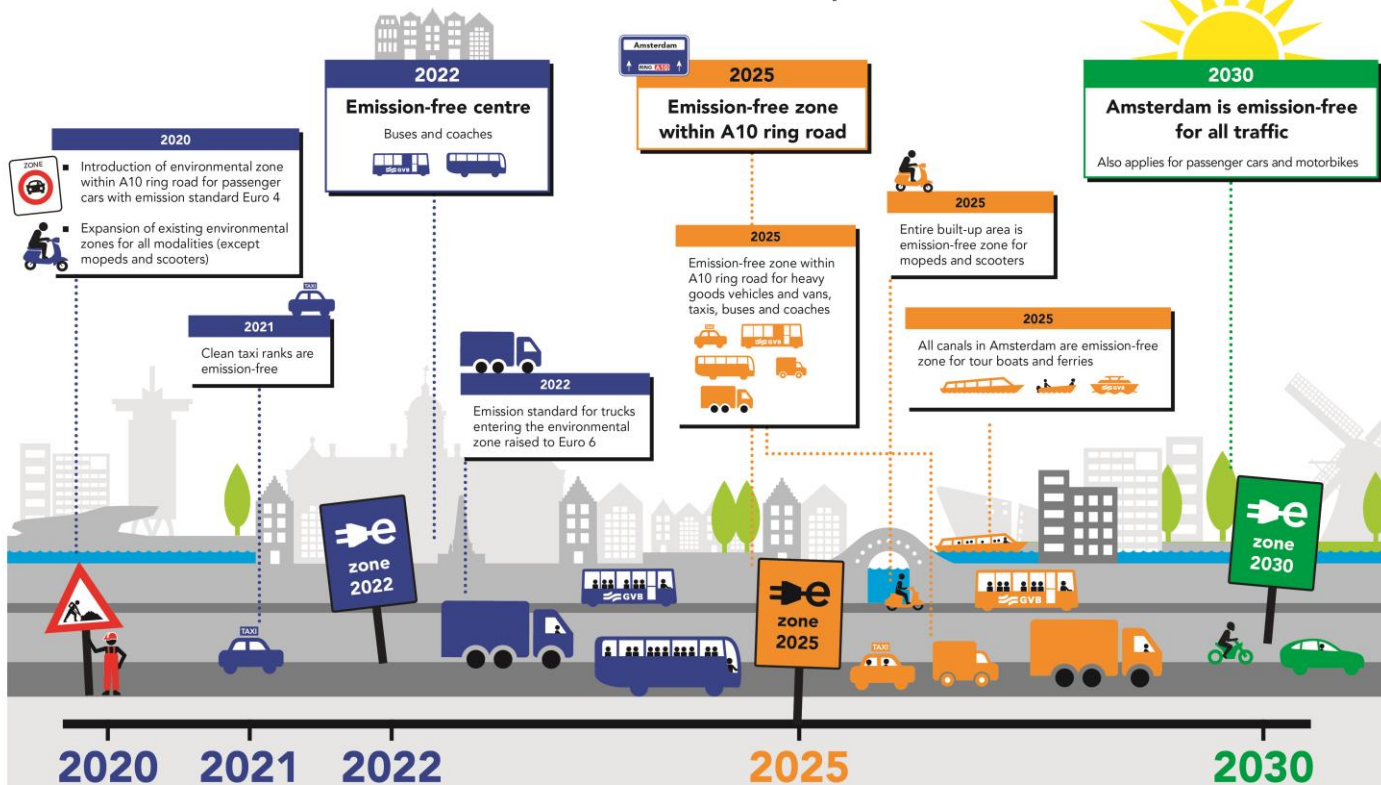 Amsterdam
RING A10
2022
Emission-free centre
Buses and coaches
GVB
2025
Emission-free zone
within A10 ring road
2030
Amsterdam is emission-free
for all traffic
Also applies for passenger cars and motorbikes
2020
ZONE
Introduction of environmental zone
within A10 ring road for passenger
cars with emission standard Euro 4
Expansion of existing environmental
zones for all modalities (except
mopeds and scooters)
TAXI
2021
Clean taxi ranks are
emission-free
2022
Emission standard for trucks
entering the environmental
zone raised to Euro 6
2025
Emission-free zone within
A10 ring road for heavy
goods vehicles and vans,
taxis, buses and coaches
GVB
2025
Entire built-up area is
emission-free zone for
mopeds and scooters
2025
All canals in Amsterdam are emission-free
zone for tour boats and ferries
GVB
e
zone
2022
e
zone
2025
e
zone
2030
GVB
GVB
TAXI
TAXI
2020 2021 2022 2025 2030